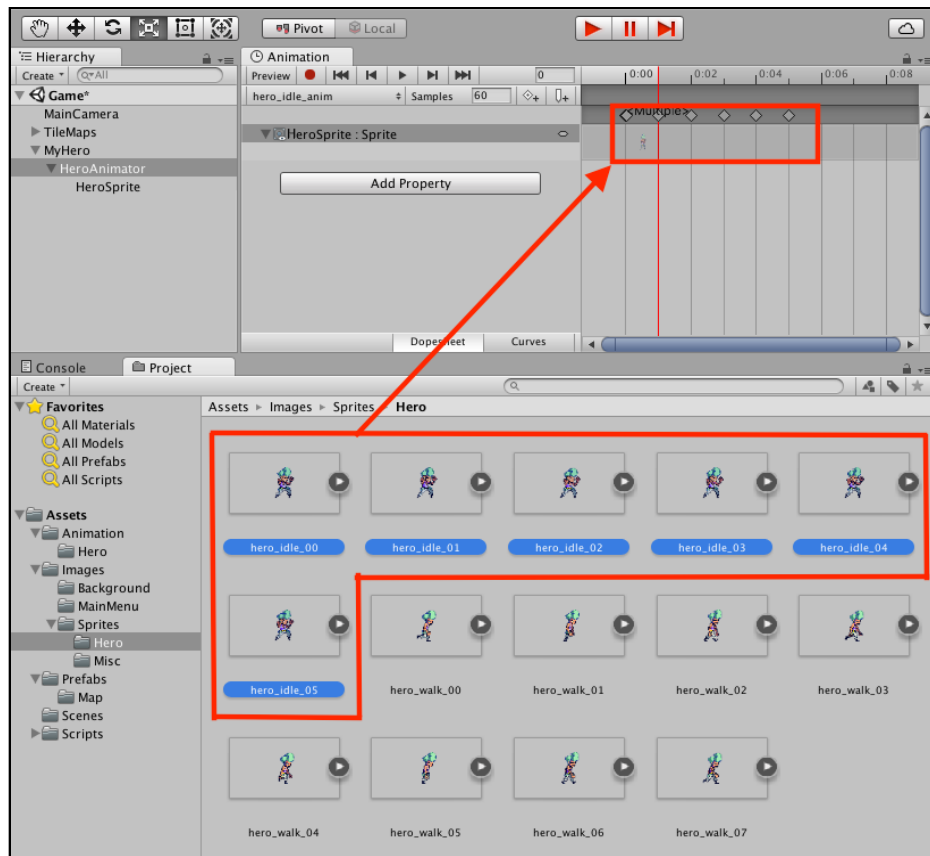 Pivot Local
Hierarchy
Create All
Game*
MainCamera
TileMaps
MyHero
HeroAnimator
HeroSprite
Animation
Preview 0
hero_idle_anim Samples 60
HeroSprite : Sprite
Add Property
0:00 0:02 0:04 0:06 0:08
<Multiple>
Dopesheet Curves
Console Project
Create
Favorites
All Materials
All Models
All Prefabs
All Scripts
Assets
Animation
Hero
Images
Background
MainMenu
Sprites
Hero
Misc
Prefabs
Map
Scenes
Scripts
Assets Images Sprites Hero
hero_idle_00 hero_idle_01 hero_idle_02 hero_idle_03 hero_idle_04
hero_idle_05 hero_walk_00 hero_walk_01 hero_walk_02 hero_walk_03
hero_walk_04 hero_walk_05 hero_walk_06 hero_walk_07